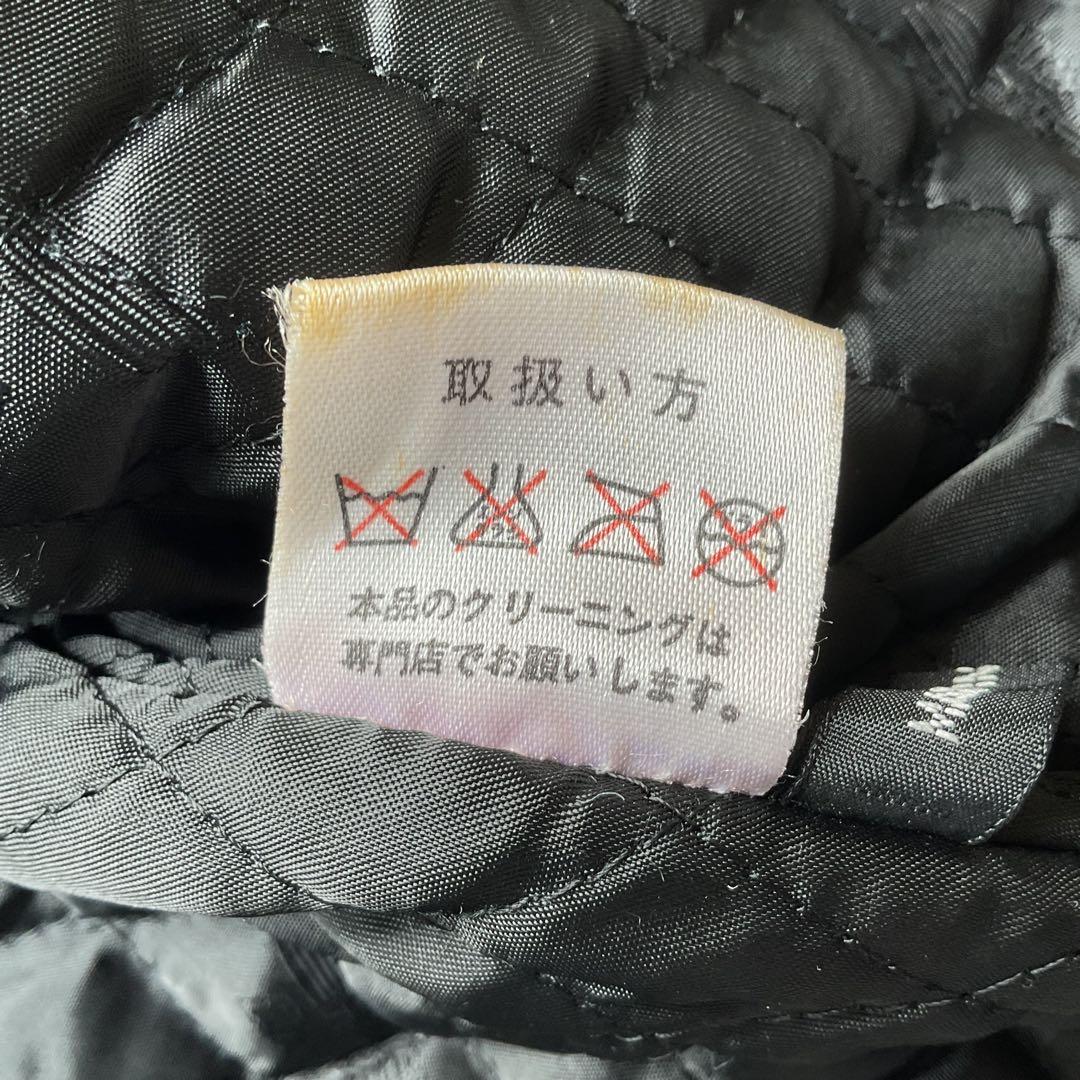 取扱い方
本品のクリーニングは
専門店でお願いします。
M